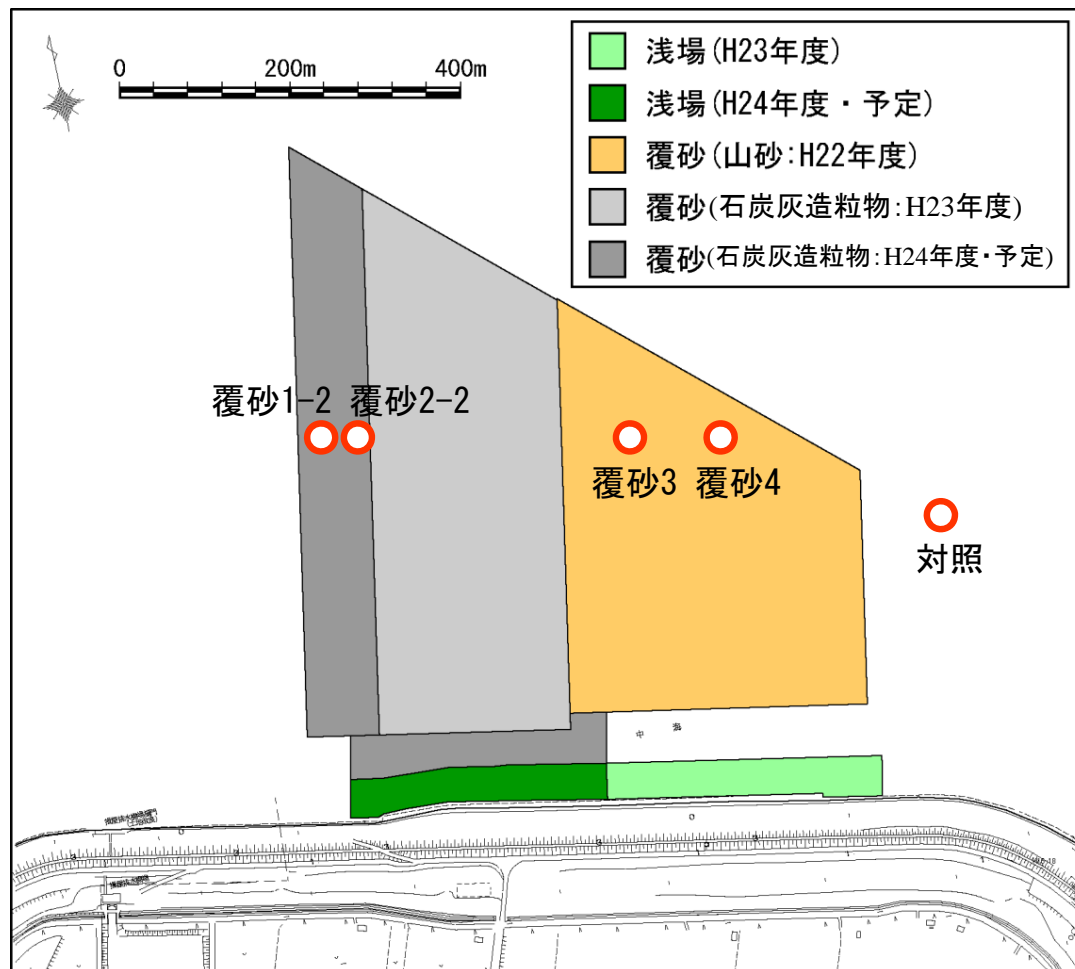 0 200m 400m
浅場(H23年度)
浅場(H24年度・予定)
覆砂(山砂:H22年度)
覆砂(石炭灰造粒物:H23年度)
覆砂(石炭灰造粒物:H24年度・予定)
覆砂1-2 覆砂2-2
覆砂3 覆砂4
対照
中 海